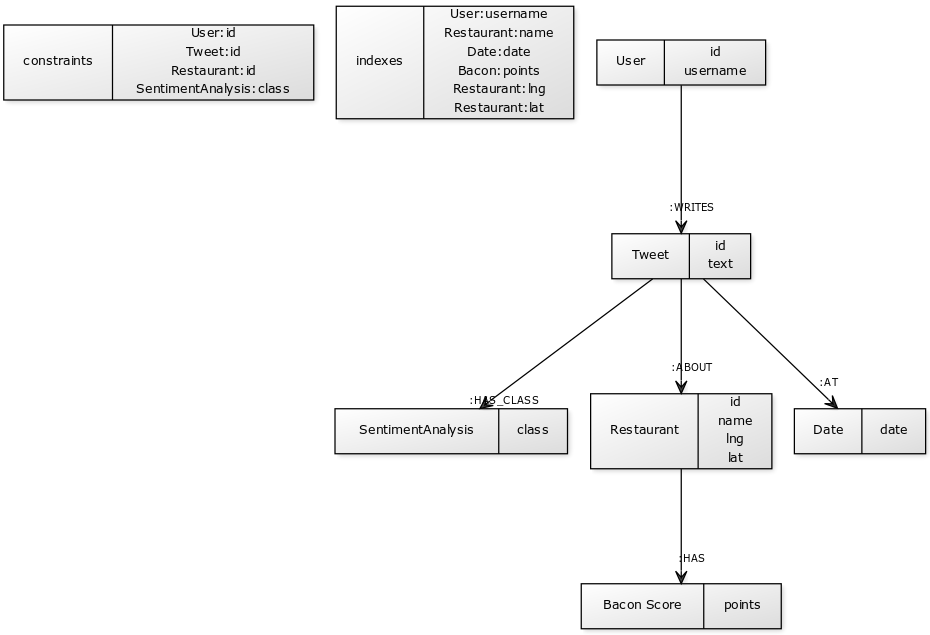 constraints
User:id
Tweet:id
Restaurant:id
SentimentAnalysis:class
indexes
User:username
Restaurant:name
Date:date
Bacon:points
Restaurant:lng
Restaurant:lat
User
id
username
:WRITES
Tweet
id
text
:HAS_CLASS
:ABOUT
:AT
SentimentAnalysis
class
Restaurant
id
name
lng
lat
Date
date
:HAS
Bacon Score
points